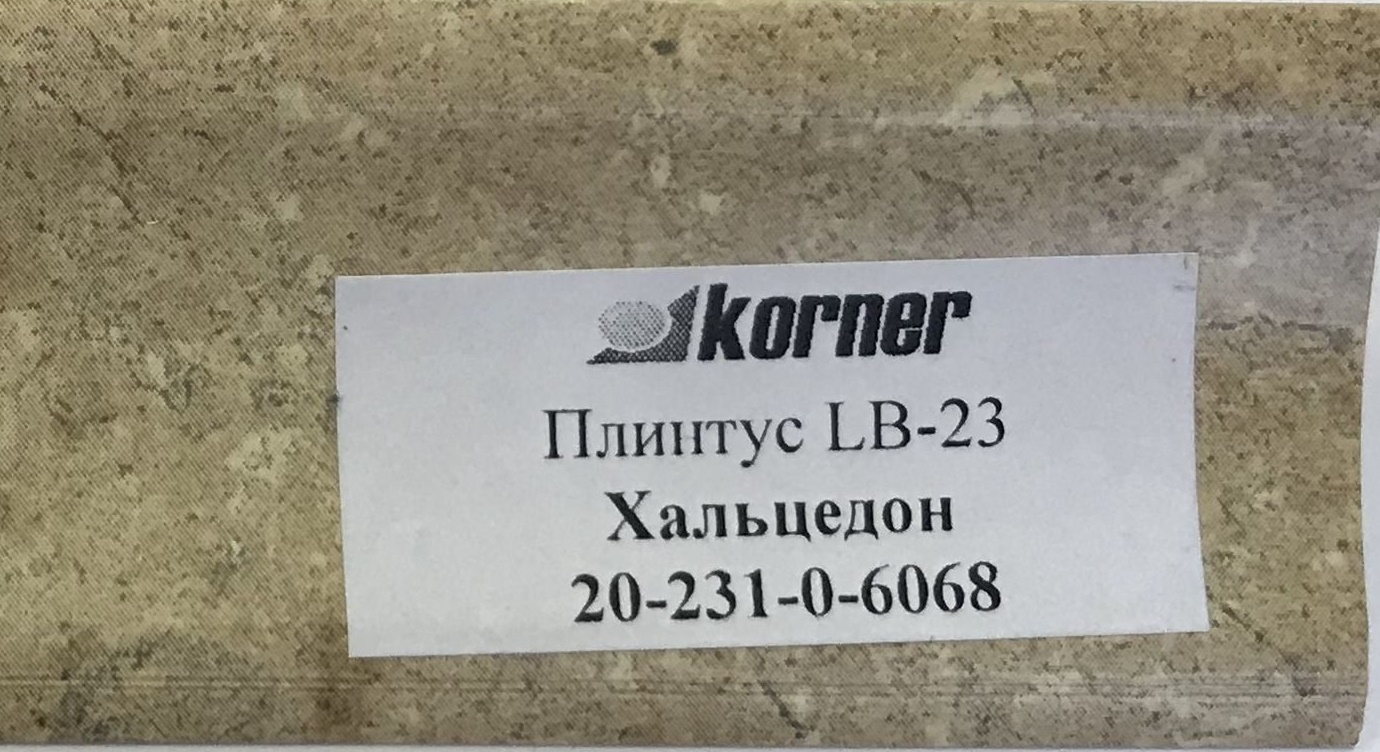 korner
Плинтус LB-23
Хальцедон
20-231-0-6068